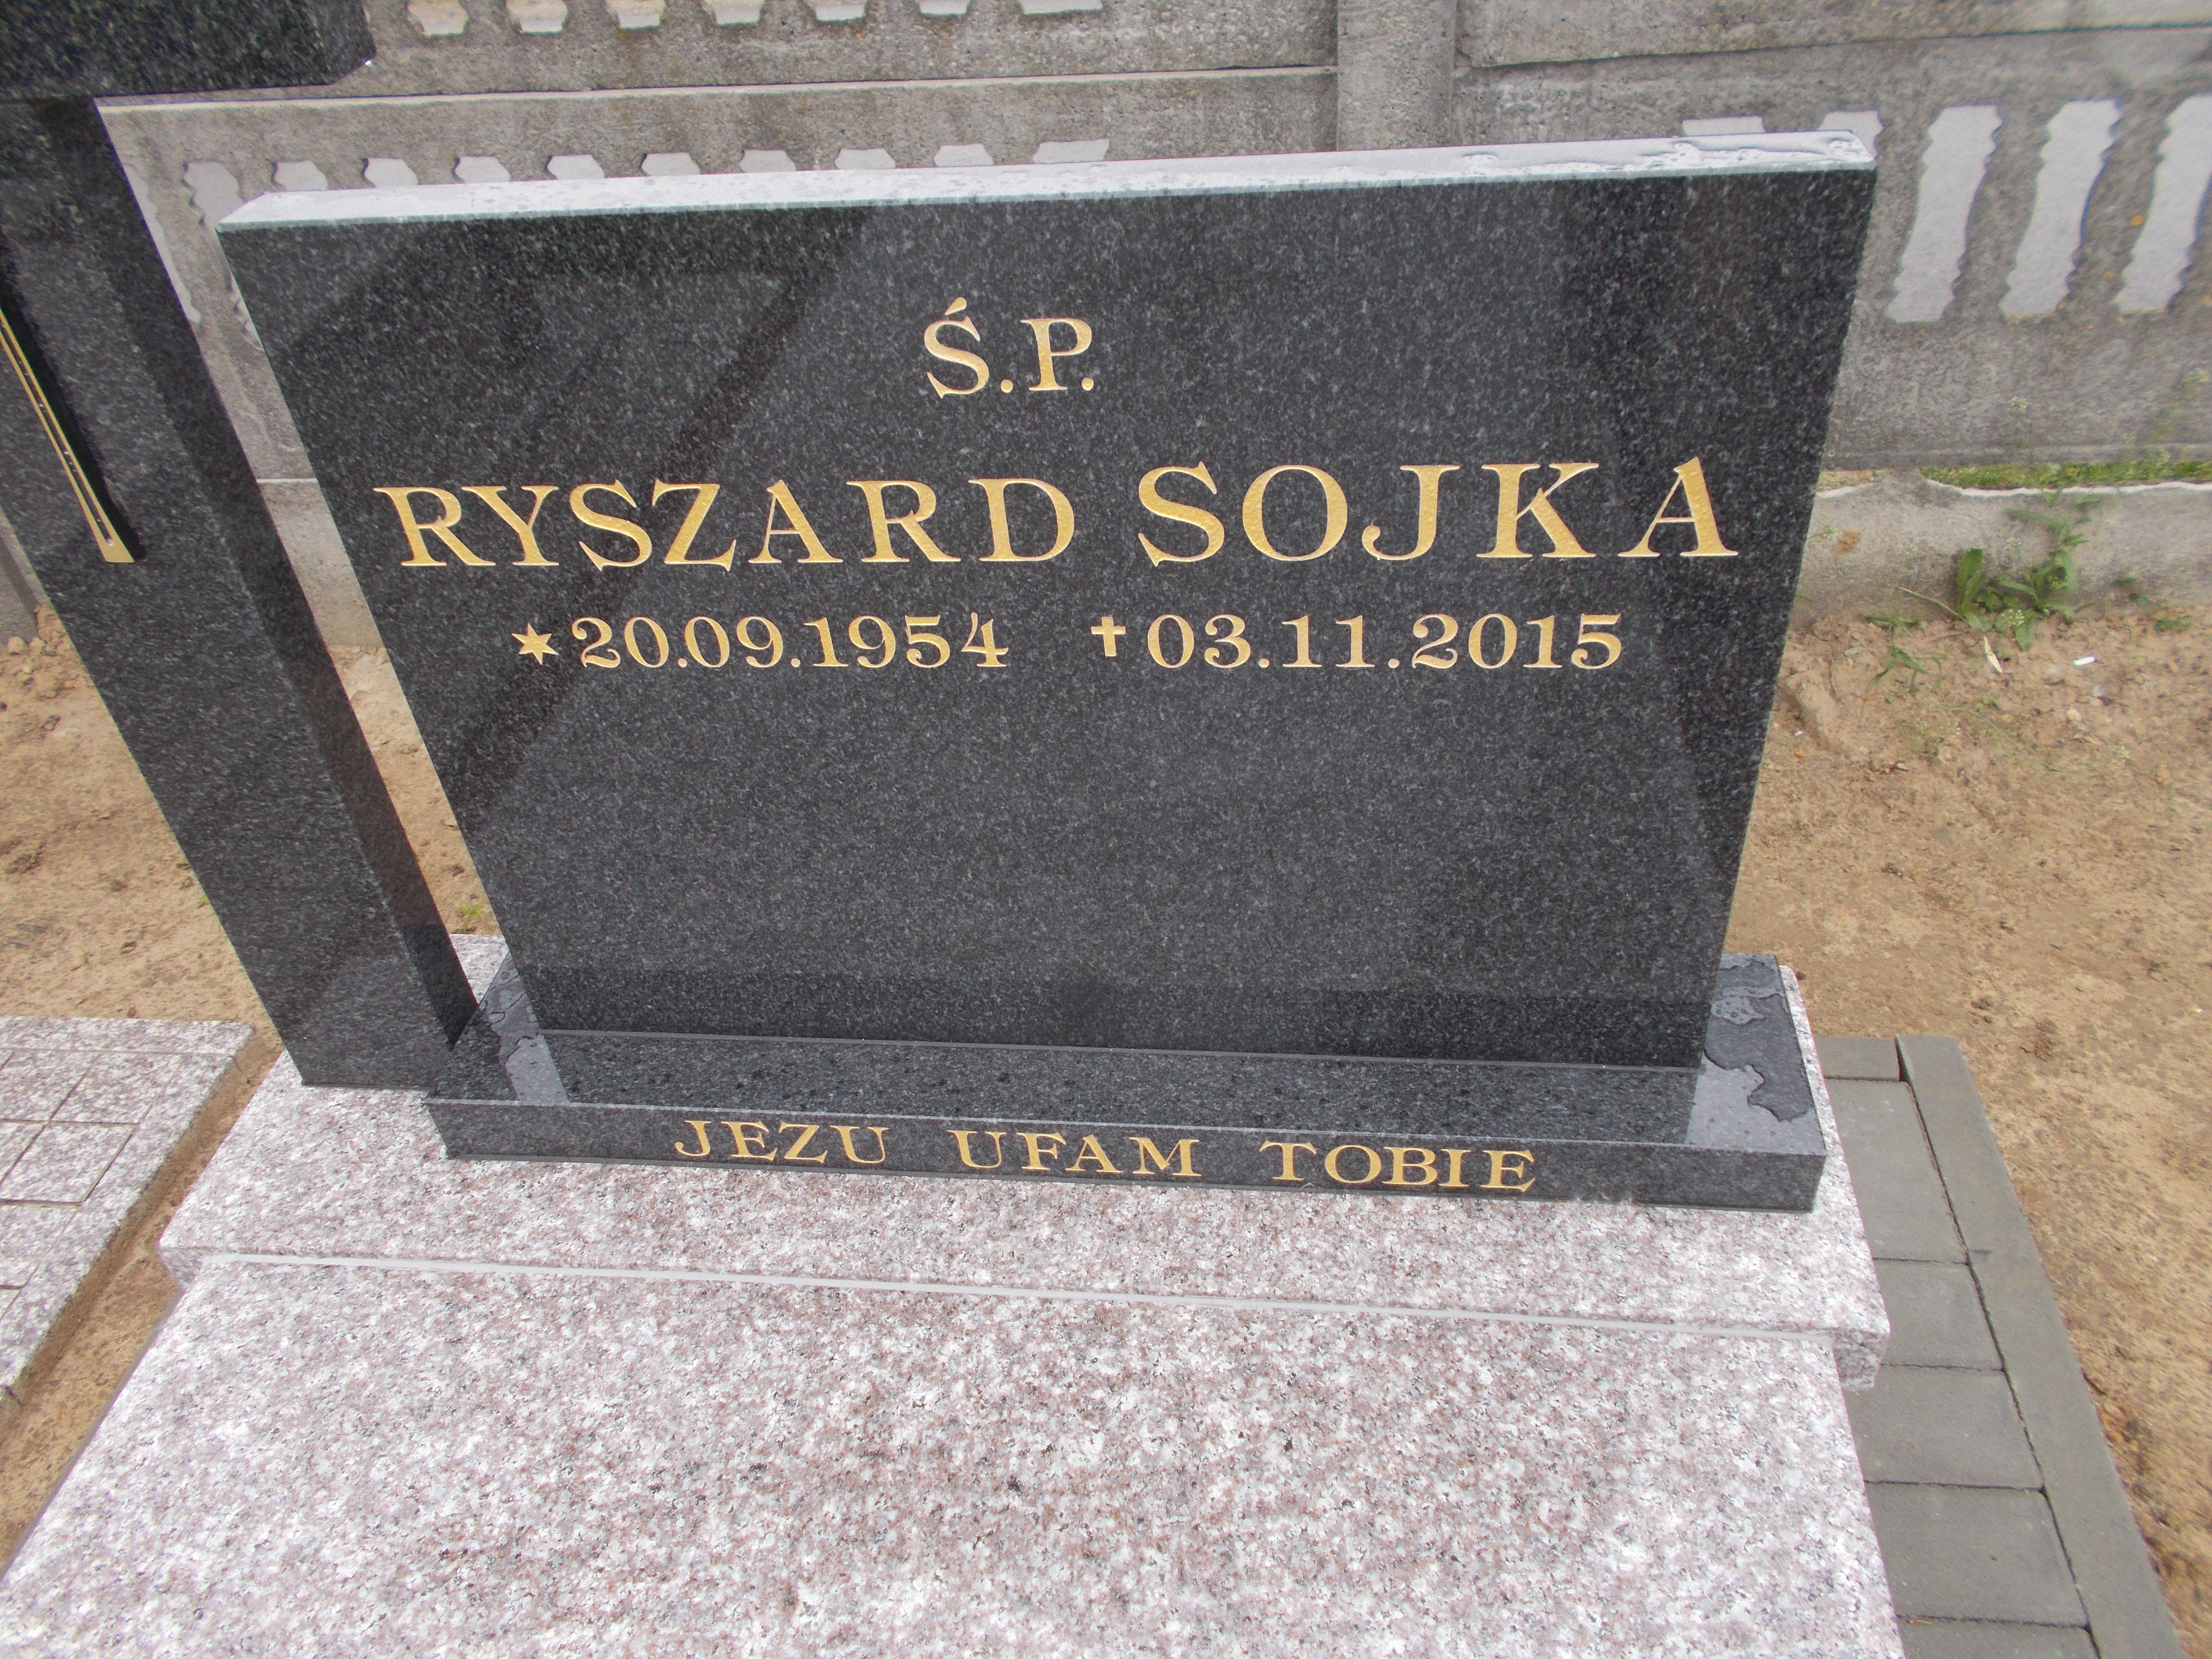 Ś.P.
RYSZARD SOJKA
*20.09.1954 ✝03.11.2015
JEZU UFAM TOBIE